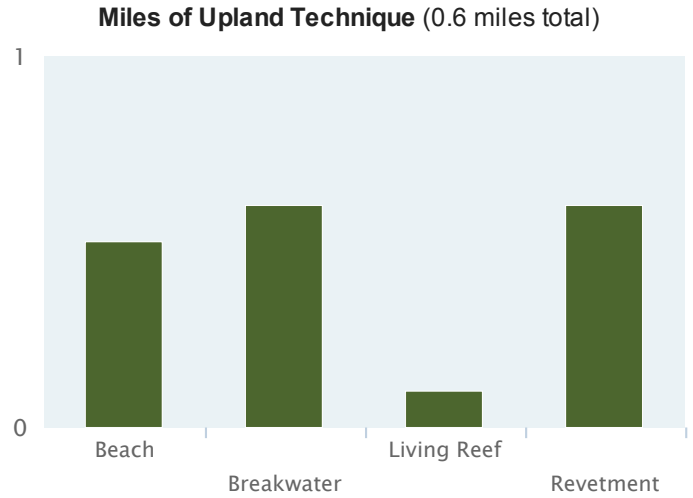 Miles of Upland Technique (0.6 miles total)
1
0
Beach
Living Reef
Breakwater
Revetment